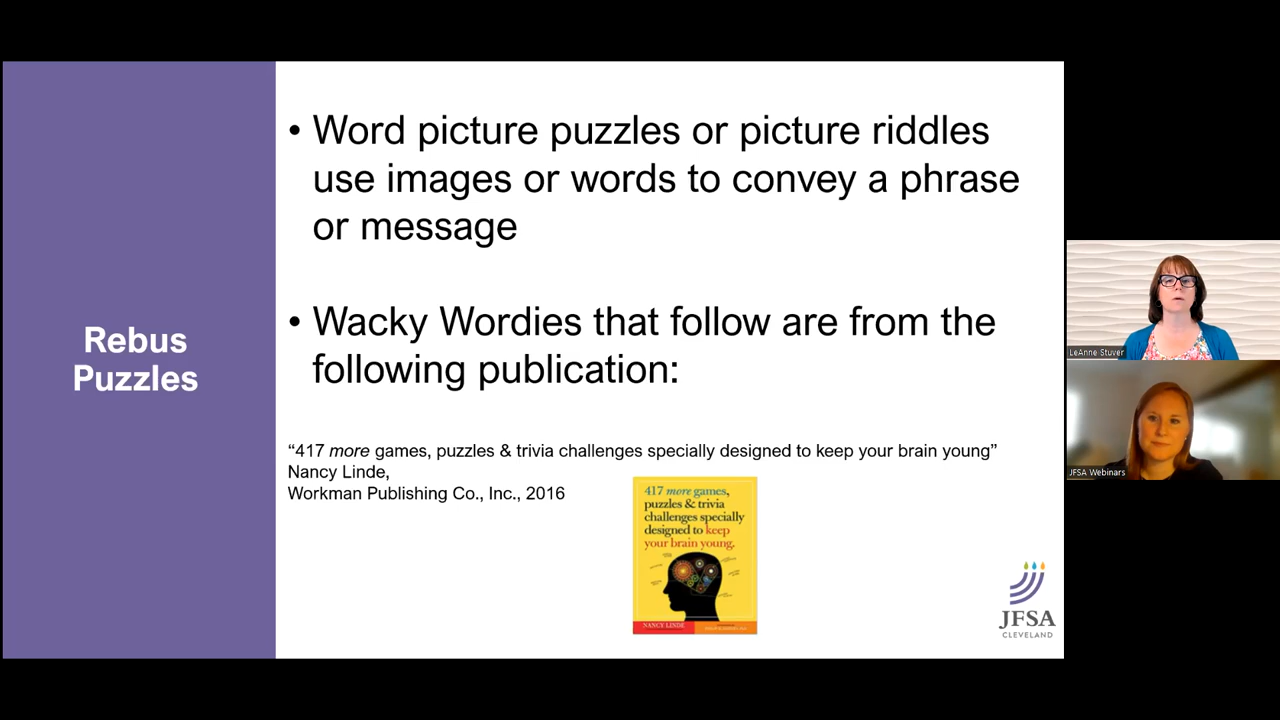 Rebus
Puzzles
• Word picture puzzles or picture riddles
use images or words to convey a phrase
or message
• Wacky Wordies that follow are from the
following publication:
“417 more games, puzzles & trivia challenges specially designed to keep your brain young”
Nancy Linde,
Workman Publishing Co., Inc., 2016
417 more games,
puzzles & trivia
challenges specially
designed to keep
your brain young.
NANCY LINDE
JFSA
CLEVELAND
LeAnne Stuver
JFSA Webinars